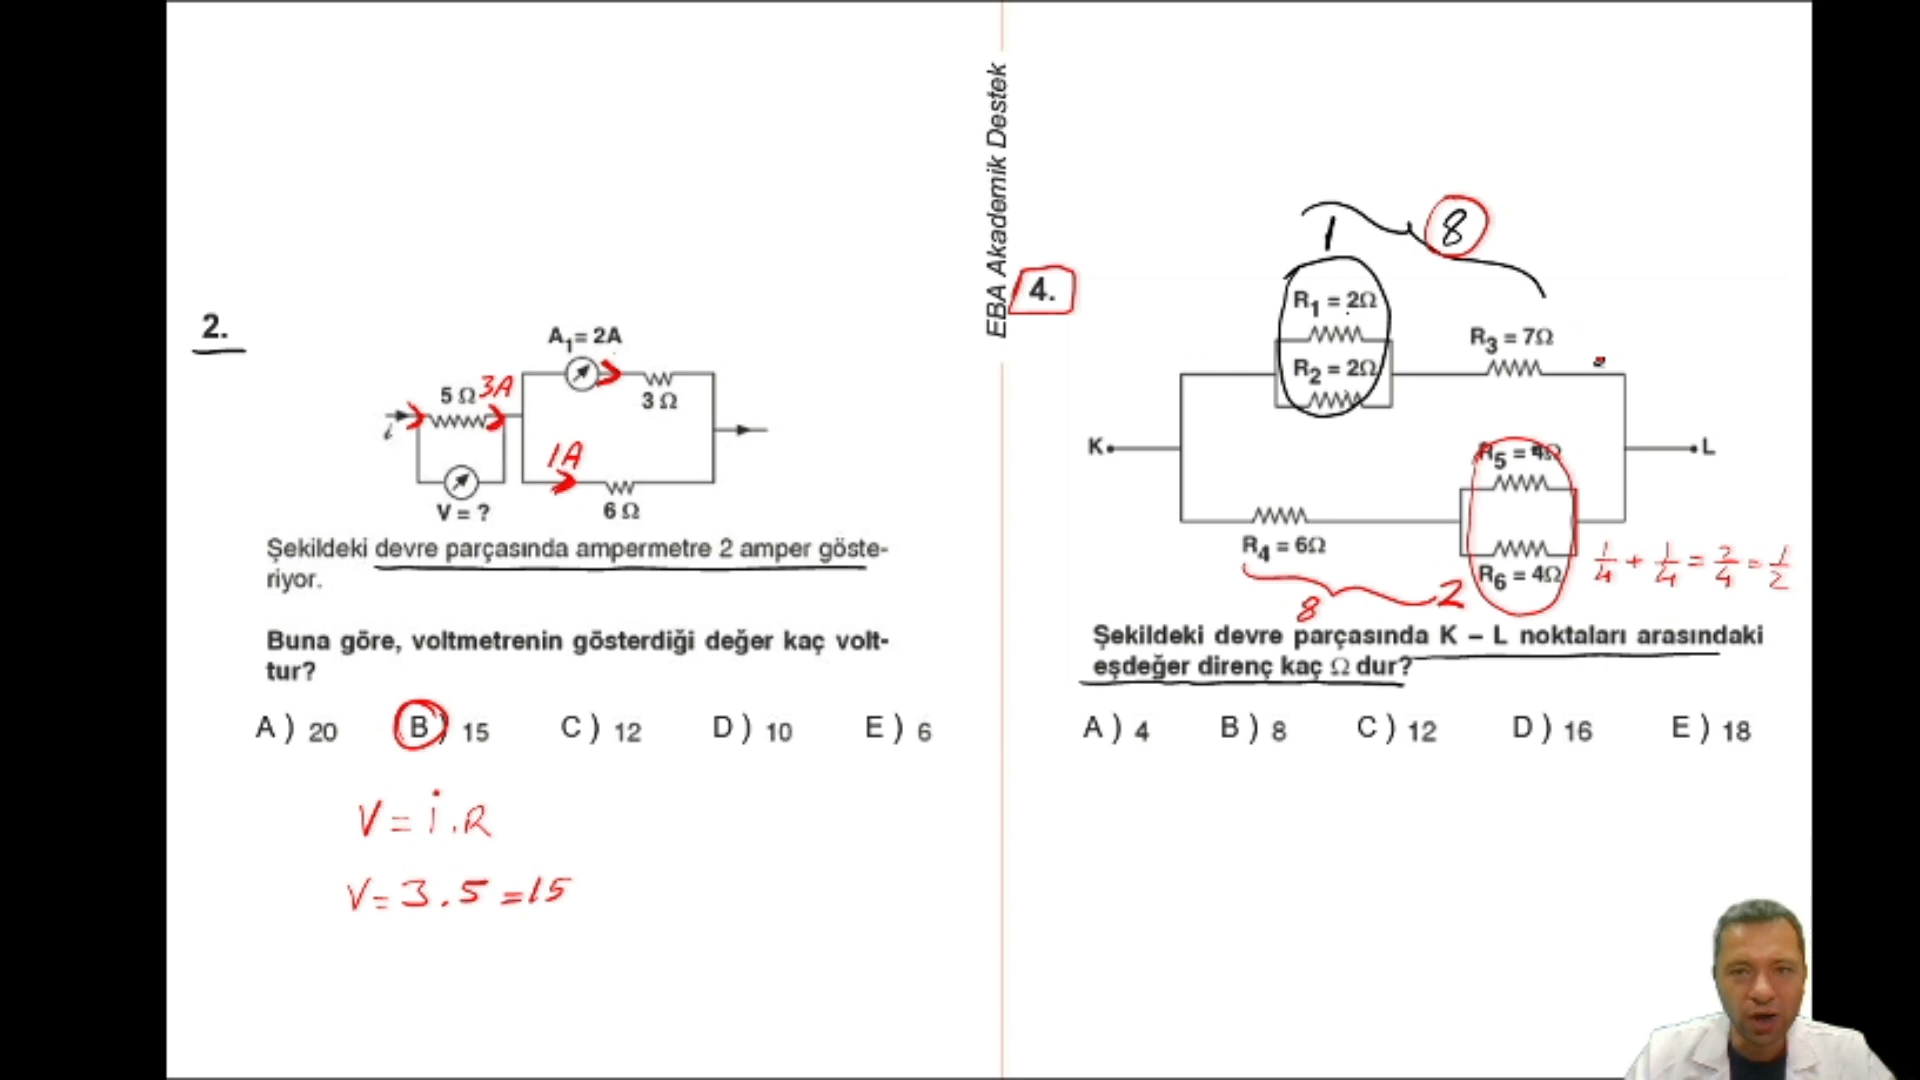 EBA Akademik Destek
2.
A₁= 2A
5 Ω 3A
3 Ω
i
1A
V = ?
6 Ω
Şekildeki devre parçasında ampermetre 2 amper göste-
riyor.
Buna göre, voltmetrenin gösterdiği değer kaç volt-
tur?
A ) 20 B ) 15 C ) 12 D ) 10 E ) 6
V = i . R
V = 3 . 5 = 15
4.
1 8
R₁ = 2Ω
R₃ = 7Ω
R₂ = 2Ω
K L
R₅ = 4Ω
R₄ = 6Ω
R₆ = 4Ω
1/4 + 1/4 = 2/4 = 1/2
8 2
Şekildeki devre parçasında K – L noktaları arasındaki
eşdeğer direnç kaç Ω dur?
A ) 4 B ) 8 C ) 12 D ) 16 E ) 18